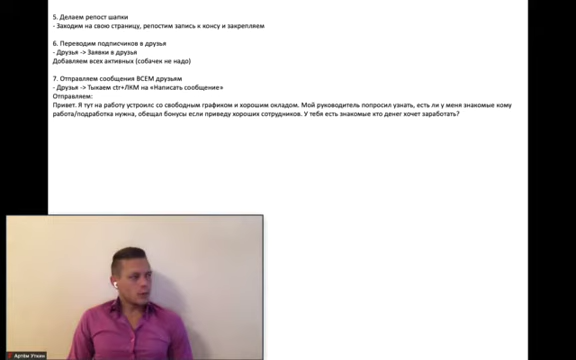 5. Делаем репост шапки
- Заходим на свою страницу, репостим запись к консу и закрепляем
6. Переводим подписчиков в друзья
- Друзья -> Заявки в друзья
Добавляем всех активных (собачек не надо)
7. Отправляем сообщения ВСЕМ друзьям
- Друзья -> Тыкаем ctr+ЛКМ на «Написать сообщение»
Отправляем:
Привет. Я тут на работу устроилс со свободным графиком и хорошим окладом. Мой руководитель попросил узнать, есть ли у меня знакомые кому
работа/подработка нужна, обещал бонусы если приведу хороших сотрудников. У тебя есть знакомые кто денег хочет заработать?
Артём Уткин